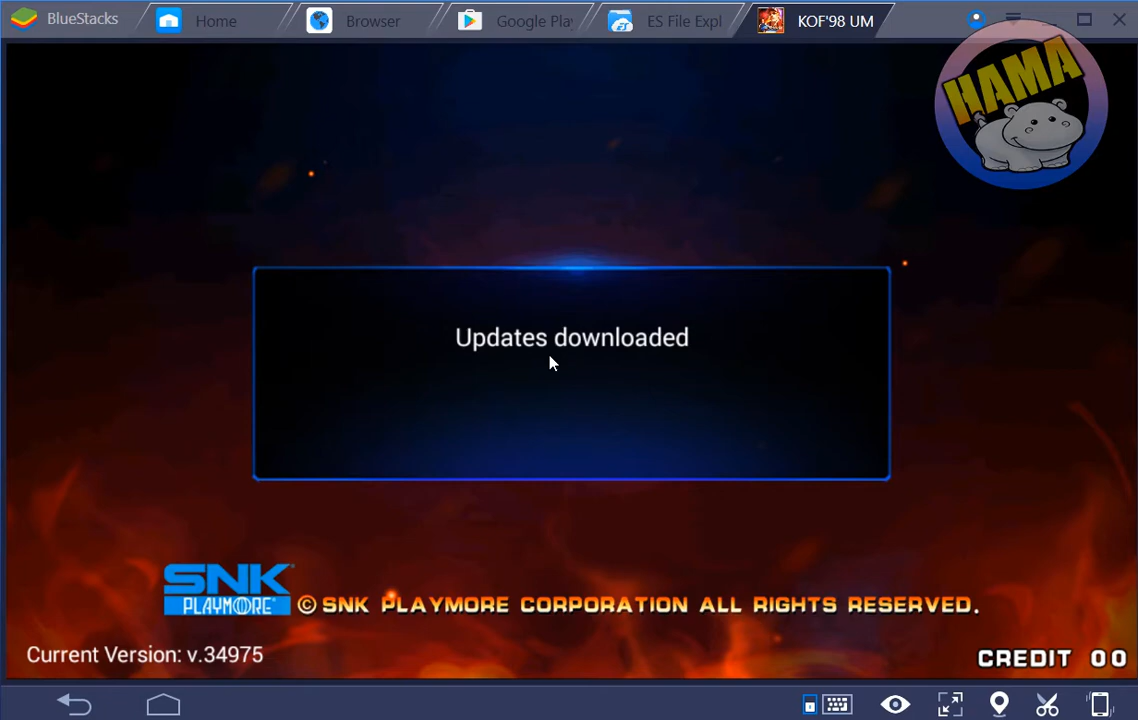 BlueStacks
Home
Browser
Google Play
ES File Expl
KOF'98 UM
HAMA
Updates downloaded
SNK
PLAYMORE
© SNK PLAYMORE CORPORATION ALL RIGHTS RESERVED.
Current Version: v.34975
CREDIT 00